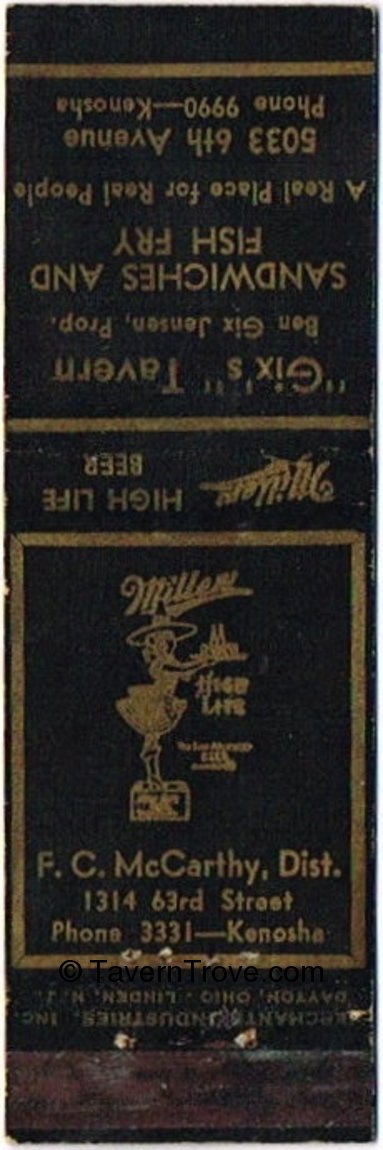 "Gix's" Tavern
Ben Gix Jensen, Prop.
SANDWICHES AND
FISH FRY
A Real Place for Real People
5033 6th Avenue
Phone 9990—Kenosha
Miller
HIGH LIFE
BEER
Miller
HIGH
LIFE
F. C. McCarthy, Dist.
1314 63rd Street
Phone 3331—Kenosha
© TavernTrove.com
MERCHANTS INDUSTRIES, INC.
DAYTON, OHIO - LINDEN, N. J.